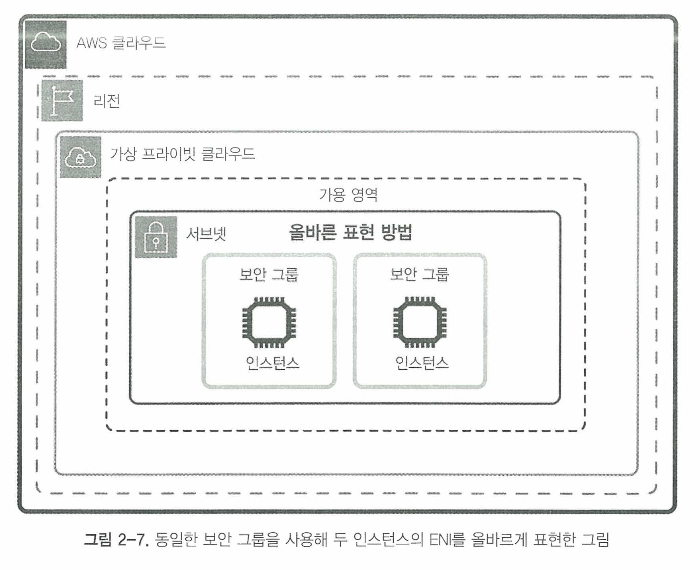 AWS 클라우드
리전
가상 프라이빗 클라우드
가용 영역
서브넷
올바른 표현 방법
보안 그룹
인스턴스
보안 그룹
인스턴스
그림 2-7. 동일한 보안 그룹을 사용해 두 인스턴스의 ENI를 올바르게 표현한 그림